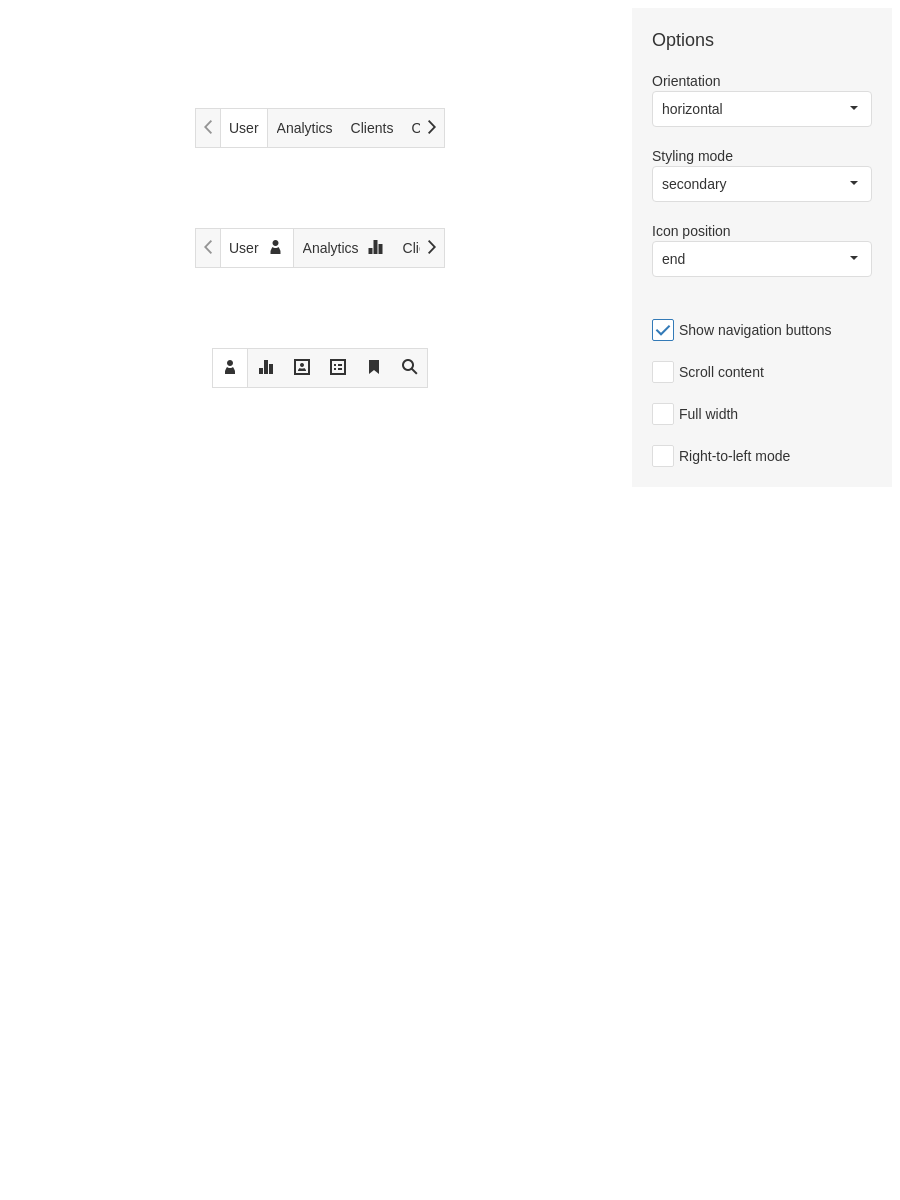 User Analytics Clients
User Analytics
Options
Orientation
horizontal
Styling mode
secondary
Icon position
end
Show navigation buttons
Scroll content
Full width
Right-to-left mode